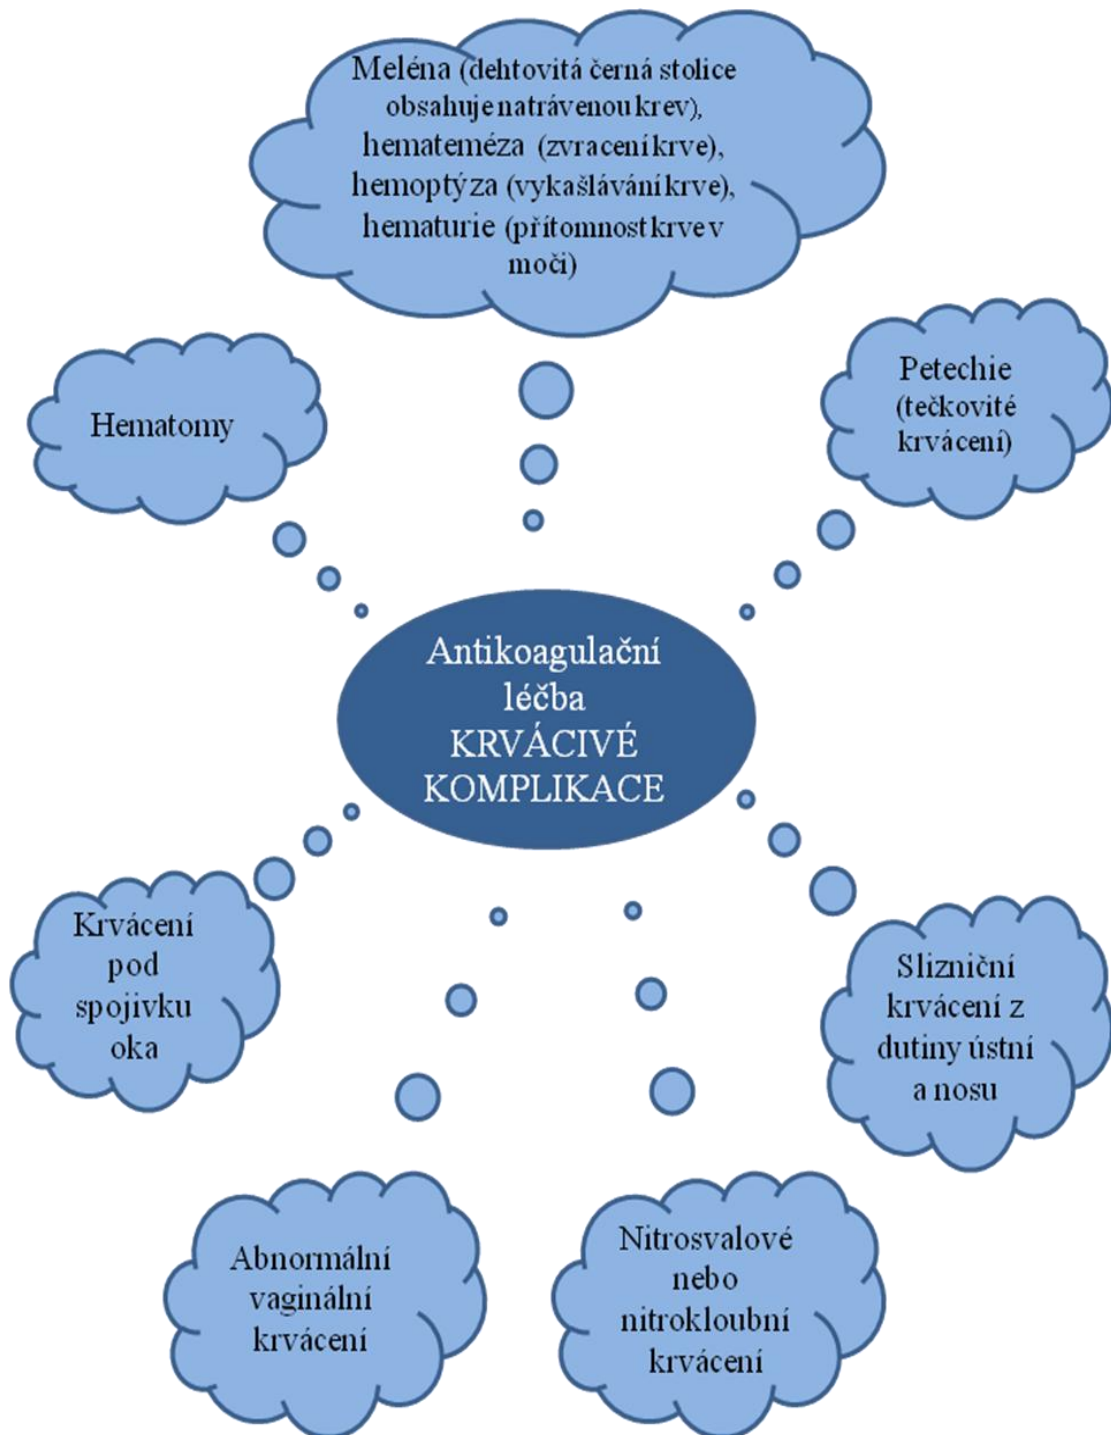 Meléna (dehtovitá černá stolice
obsahuje natrávenou krev),
hemateméza (zvracení krve),
hemoptýza (vykašlávání krve),
hematurie (přítomnost krve v
moči)
Hematomy
Petechie
(tečkovité
krvácení)
Antikoagulační
léčba
KRVÁCIVÉ
KOMPLIKACE
Krvácení
pod
spojivku
oka
Slizniční
krvácení z
dutiny ústní
a nosu
Abnormální
vaginální
krvácení
Nitrosvalové
nebo
nitrokloubní
krvácení